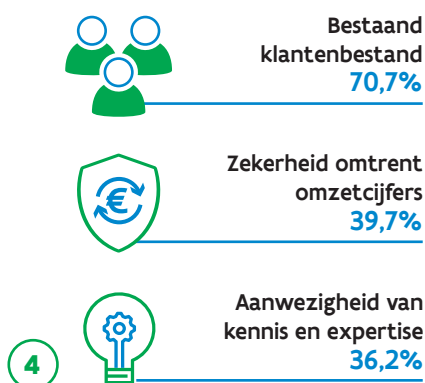 Bestaand
klantenbestand
70,7%
€
Zekerheid omtrent
omzetcijfers
39,7%
Aanwezigheid van
kennis en expertise
36,2%
4